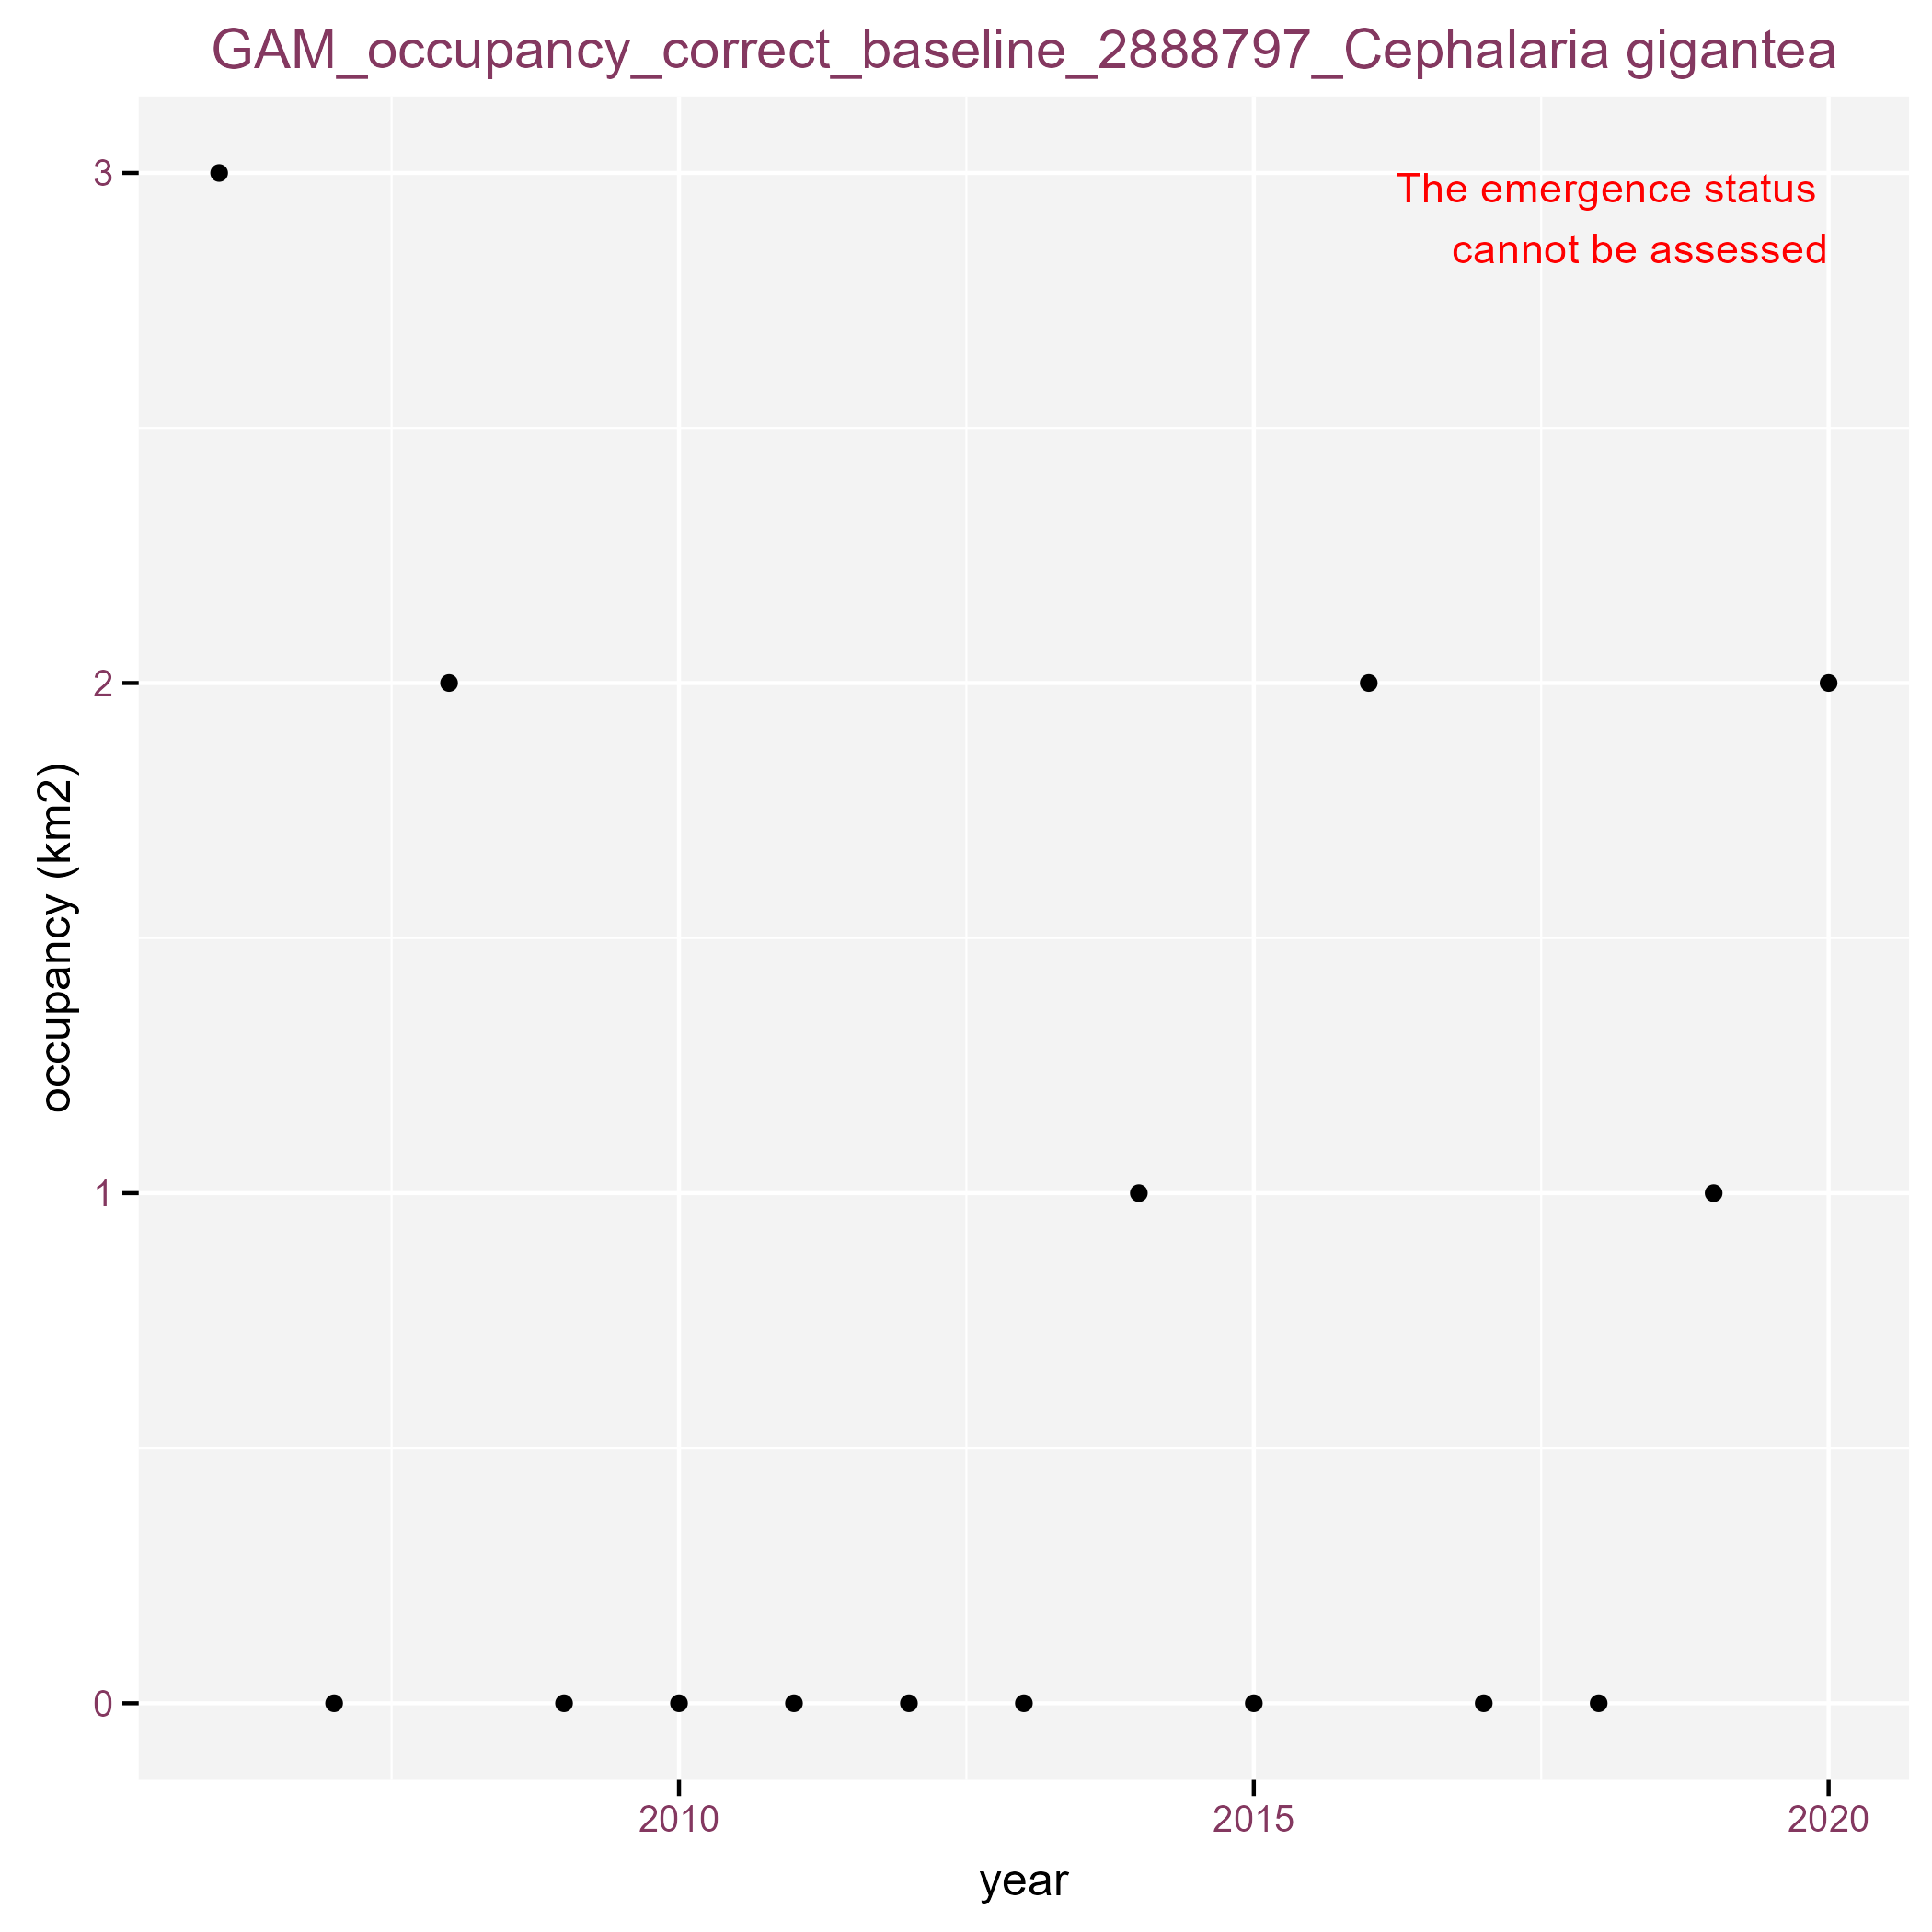 GAM_occupancy_correct_baseline_2888797_Cephalaria gigantea
The emergence status
cannot be assessed
3
2
1
0
occupancy (km2)
2010
2015
2020
year